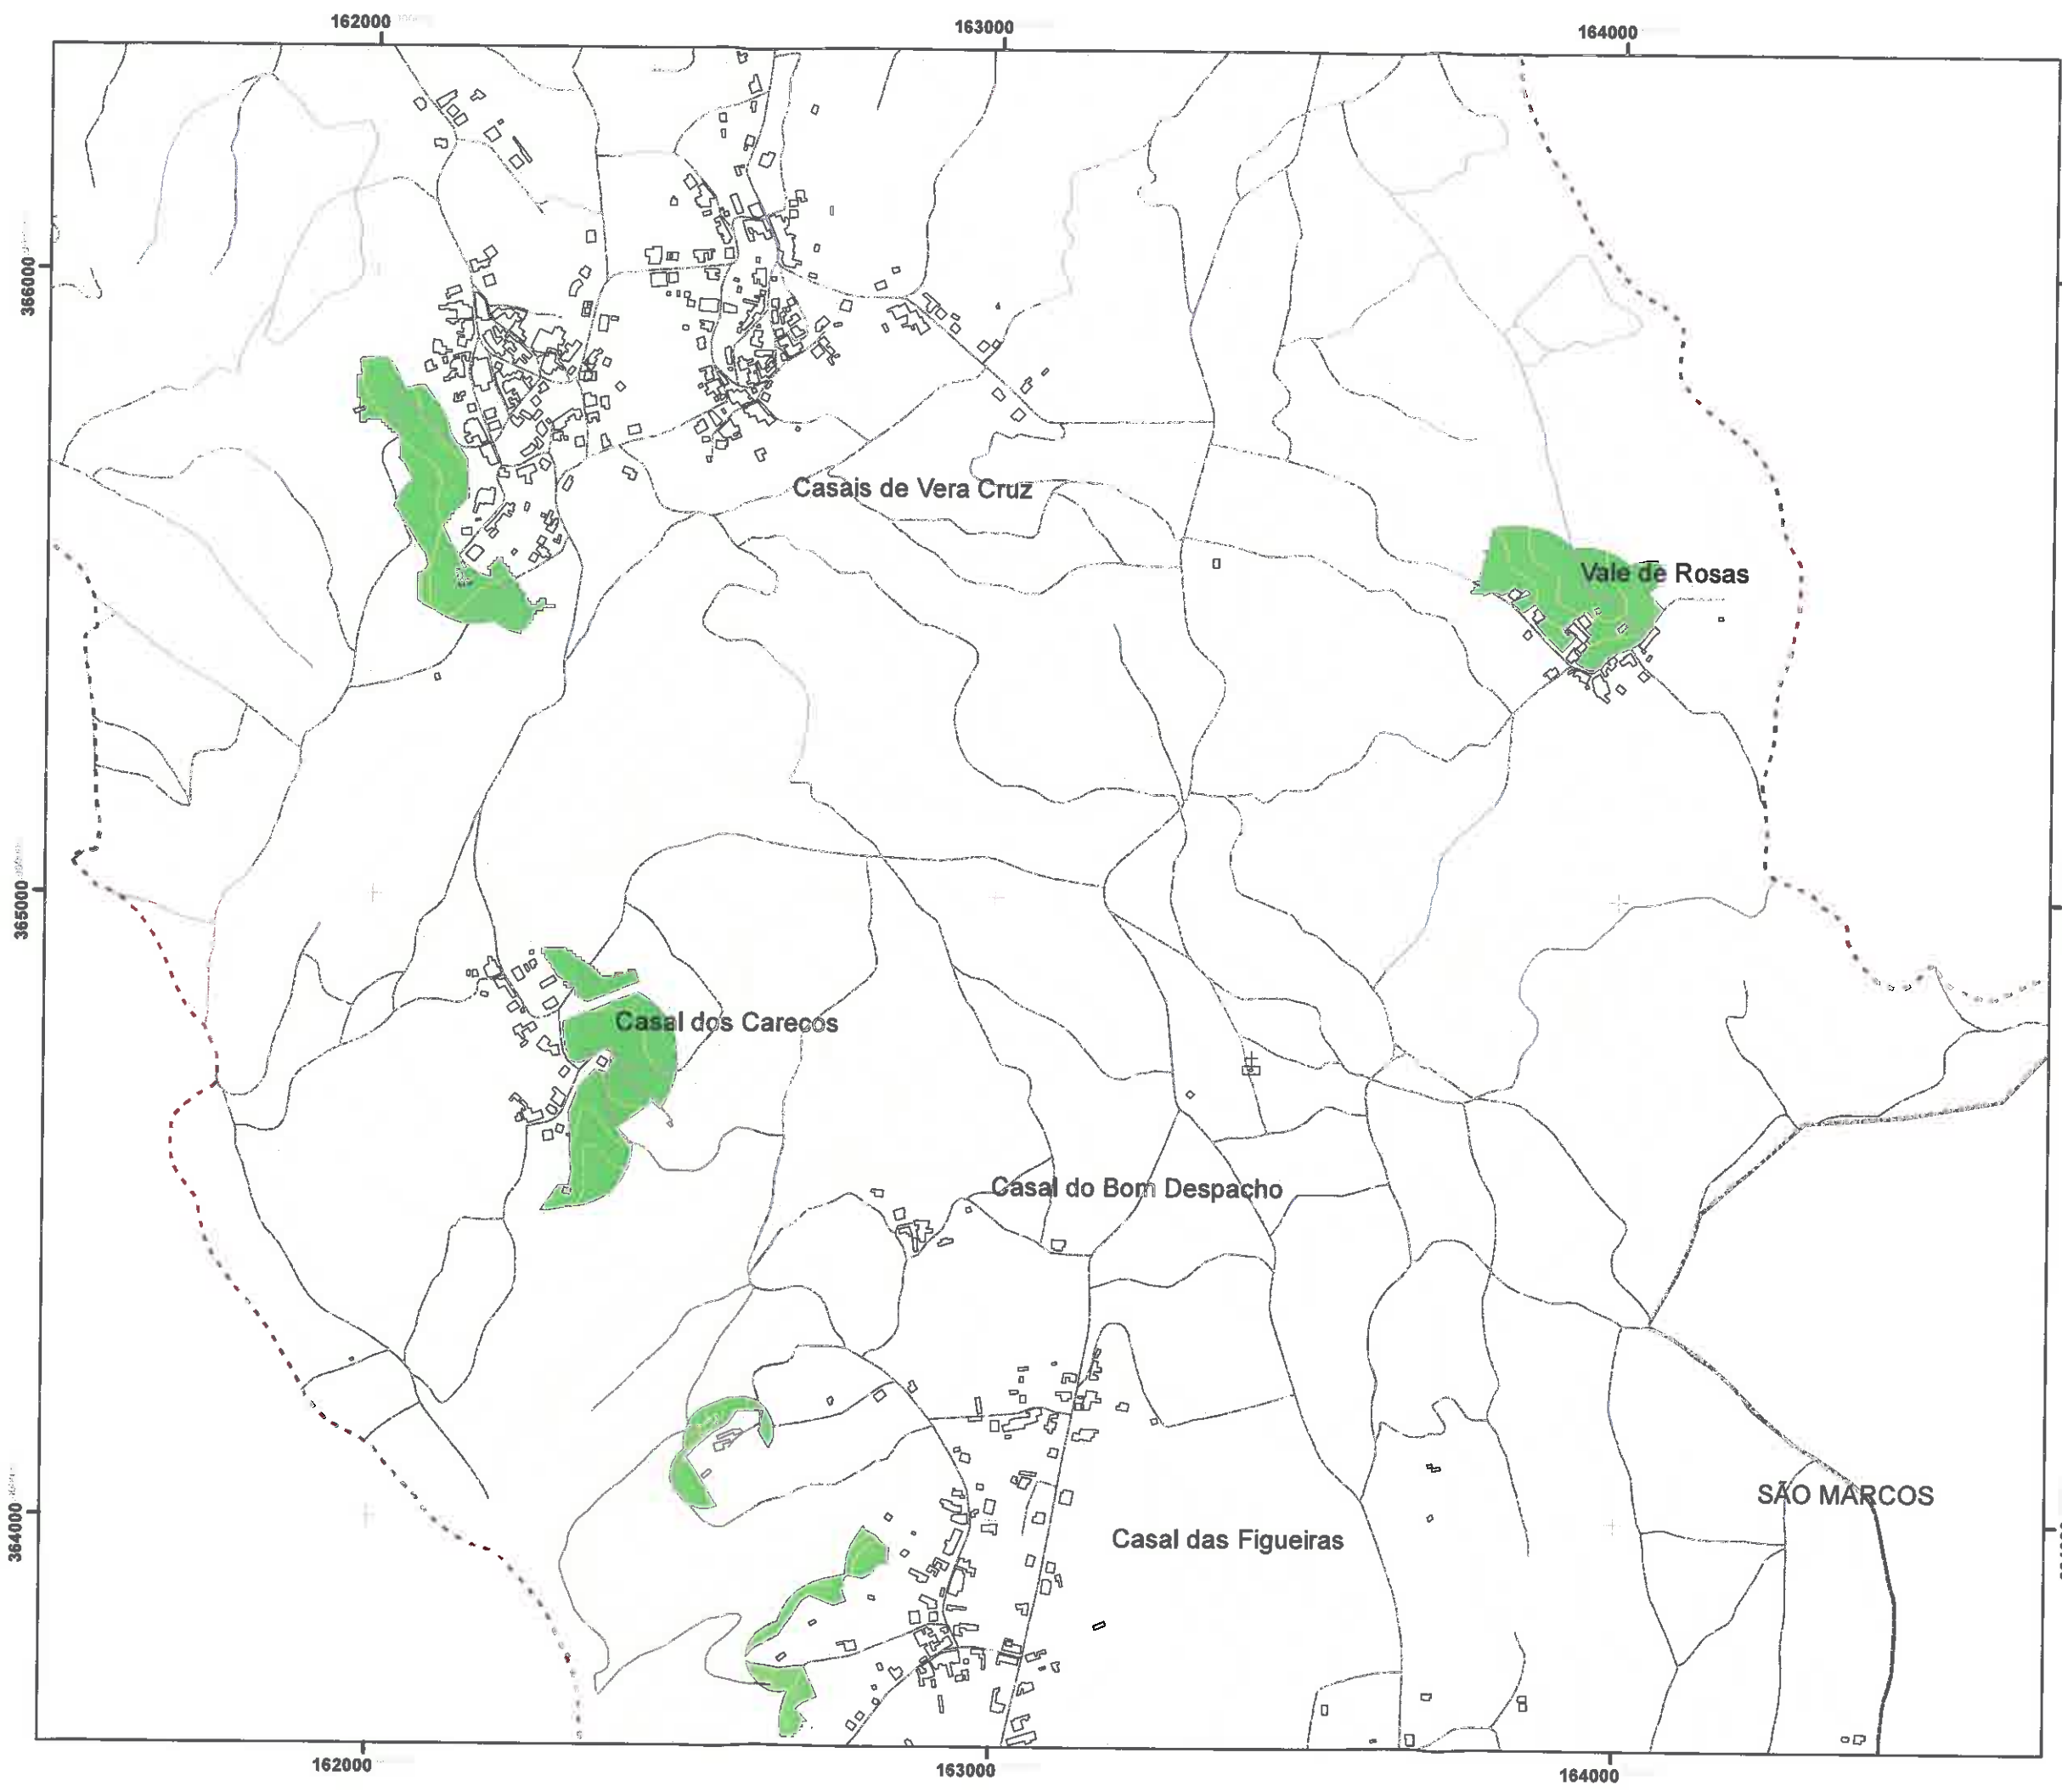 162000
163000
164000
366000
Casais de Vera Cruz
Vale de Rosas
365000
Casal dos Carecos
Casal do Bom Despacho
364000
SÃO MARCOS
Casal das Figueiras
162000
163000
164000